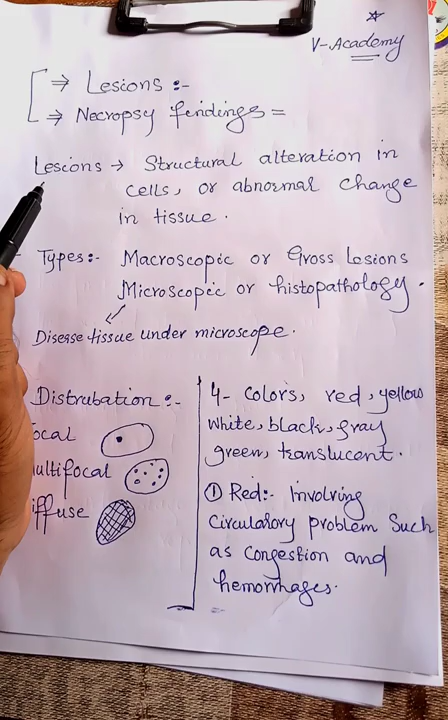 V-Academy
⇒ Lesions :-
⇒ Necropsy findings =
Lesions → Structural alteration in
cells, or abnormal change
in tissue.
Types:- Macroscopic or Gross Lesions
Microscopic or histopathology.
Disease tissue under microscope.
Distrubation :-
ocal
ultifocal
iffuse
4- Colors, red, yellow
white, black, gray
green, translucent.
① Red:- Involving
Circulatory problem Such
as Congestion and
hemorrhages.